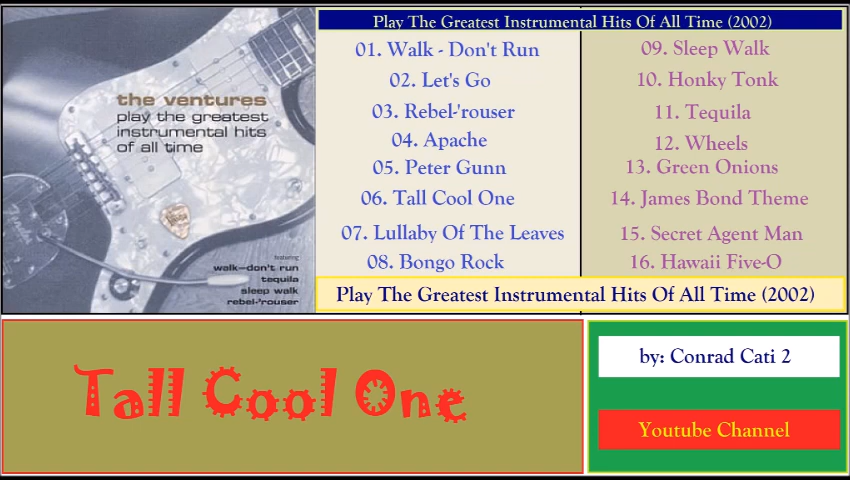 Play The Greatest Instrumental Hits Of All Time (2002)
the ventures
play the greatest
instrumental hits
of all time
featuring
walk—don't run
tequila
sleep walk
rebel-'rouser
01. Walk - Don't Run
02. Let's Go
03. Rebel-'rouser
04. Apache
05. Peter Gunn
06. Tall Cool One
07. Lullaby Of The Leaves
08. Bongo Rock
09. Sleep Walk
10. Honky Tonk
11. Tequila
12. Wheels
13. Green Onions
14. James Bond Theme
15. Secret Agent Man
16. Hawaii Five-O
Play The Greatest Instrumental Hits Of All Time (2002)
Tall Cool One
by: Conrad Cati 2
Youtube Channel